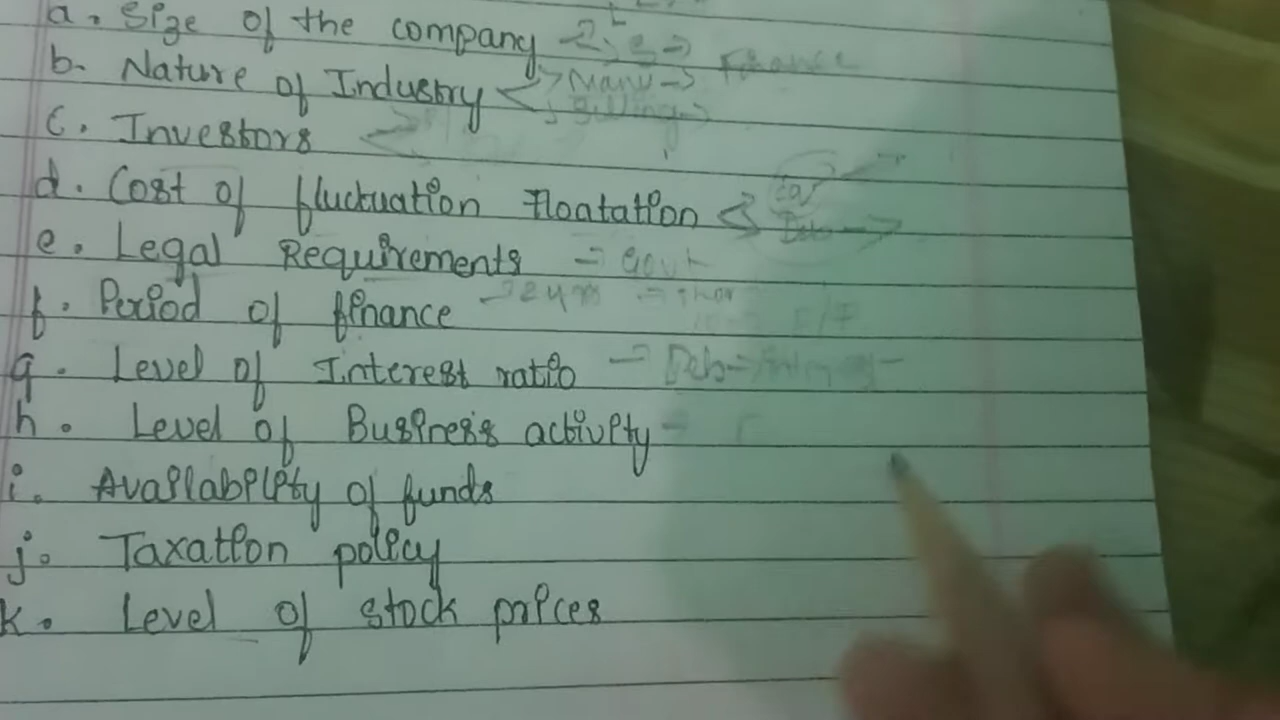 a. Size of the company
b. Nature of Industry
c. Investors
d. Cost of fluctuation Floatation
e. Legal Requirements = Govt
f. Period of finance
g. Level of Interest ratio
h. Level of Business activity
i. Availability of funds
j. Taxation policy
k. Level of stock prices